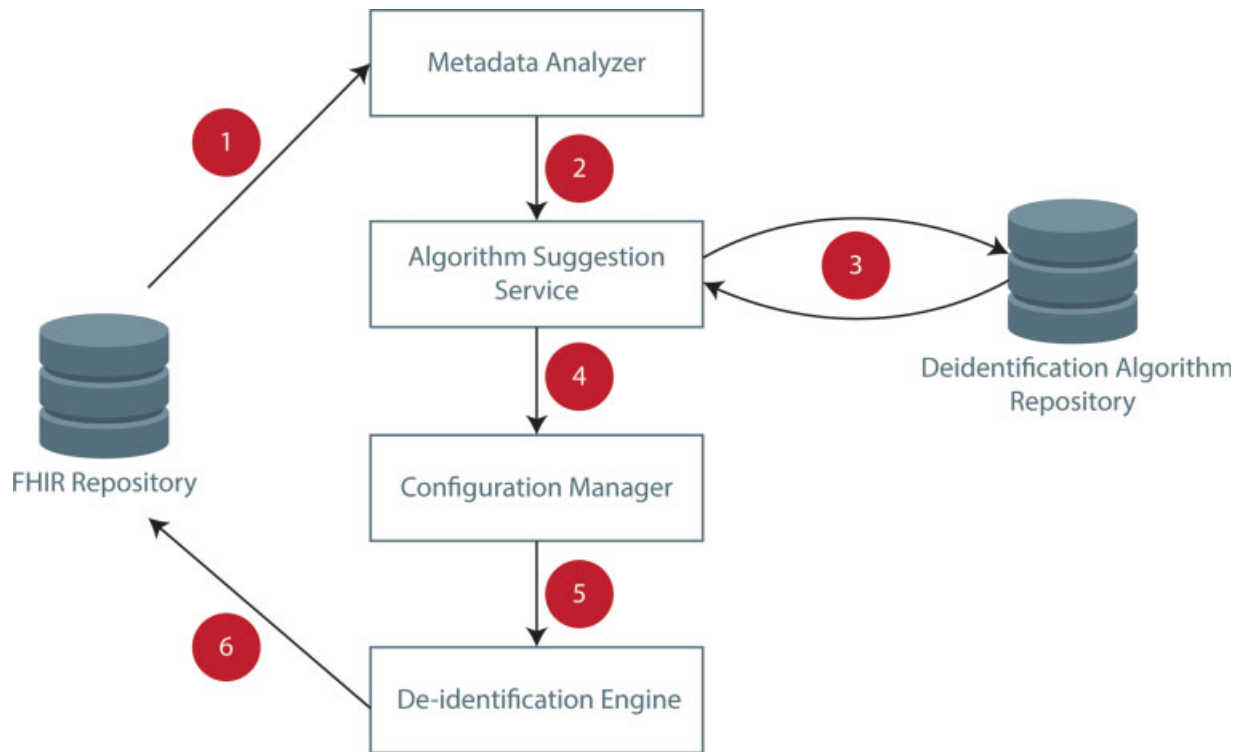 Metadata Analyzer
1
2
Algorithm Suggestion
Service
3
Deidentification Algorithm
Repository
4
FHIR Repository
Configuration Manager
5
6
De-identification Engine